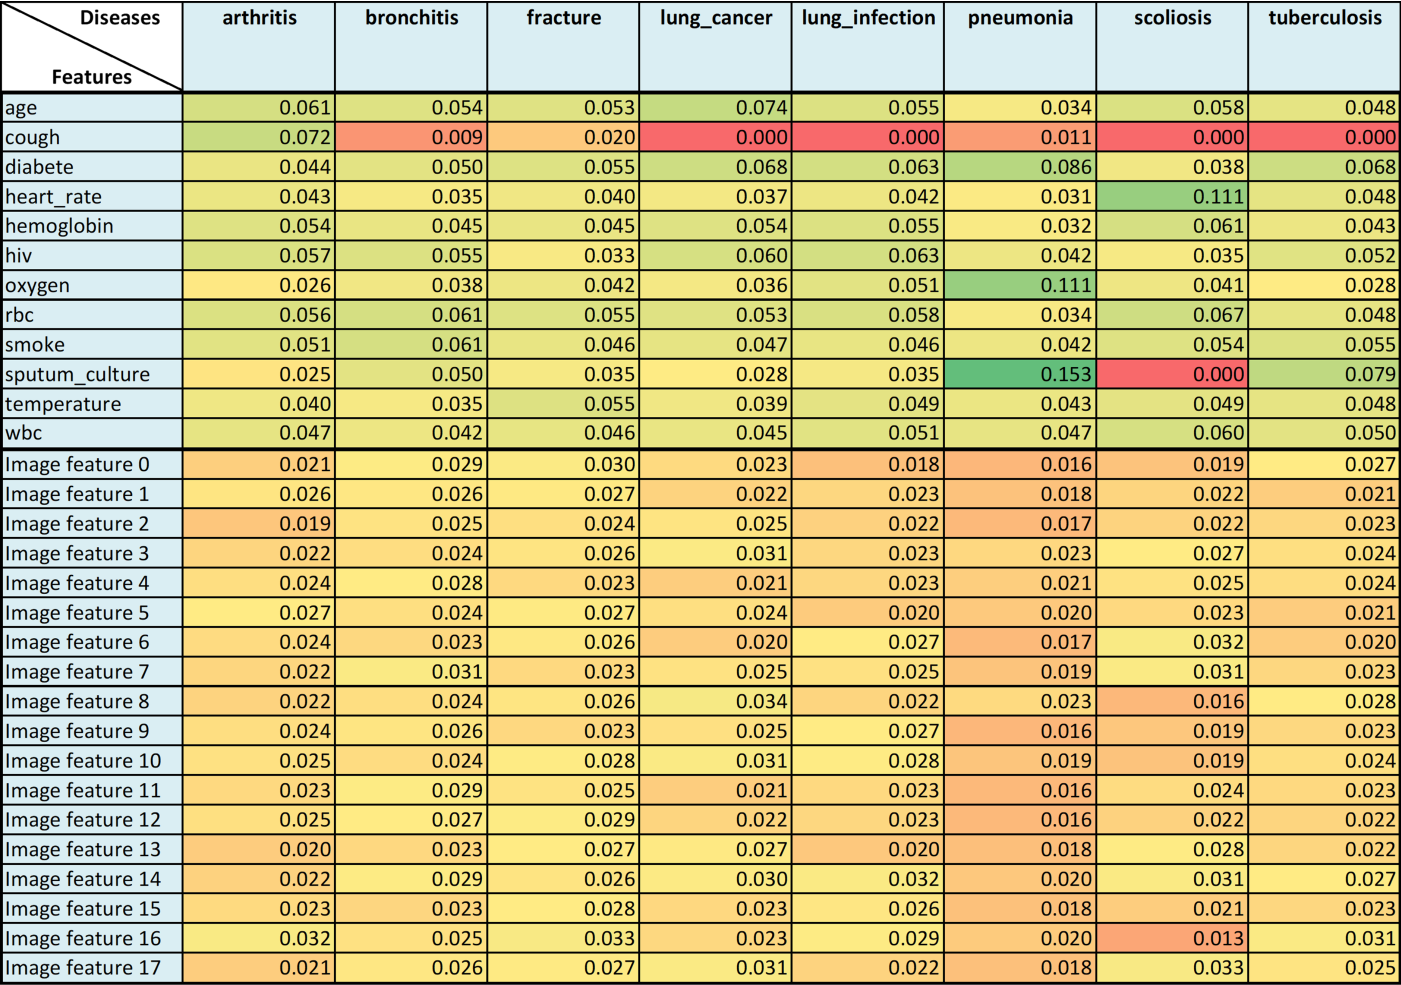 Diseases arthritis bronchitis fracture lung_cancer lung_infection pneumonia scoliosis tuberculosis
Features
age 0.061 0.054 0.053 0.074 0.055 0.034 0.058 0.048
cough 0.072 0.009 0.020 0.000 0.000 0.011 0.000 0.000
diabete 0.044 0.050 0.055 0.068 0.063 0.086 0.038 0.068
heart_rate 0.043 0.035 0.040 0.037 0.042 0.031 0.111 0.048
hemoglobin 0.054 0.045 0.045 0.054 0.055 0.032 0.061 0.043
hiv 0.057 0.055 0.033 0.060 0.063 0.042 0.035 0.052
oxygen 0.026 0.038 0.042 0.036 0.051 0.111 0.041 0.028
rbc 0.056 0.061 0.055 0.053 0.058 0.034 0.067 0.048
smoke 0.051 0.061 0.046 0.047 0.046 0.042 0.054 0.055
sputum_culture 0.025 0.050 0.035 0.028 0.035 0.153 0.000 0.079
temperature 0.040 0.035 0.055 0.039 0.049 0.043 0.049 0.048
wbc 0.047 0.042 0.046 0.045 0.051 0.047 0.060 0.050
Image feature 0 0.021 0.029 0.030 0.023 0.018 0.016 0.019 0.027
Image feature 1 0.026 0.026 0.027 0.022 0.023 0.018 0.022 0.021
Image feature 2 0.019 0.025 0.024 0.025 0.022 0.017 0.022 0.023
Image feature 3 0.022 0.024 0.026 0.031 0.023 0.023 0.027 0.024
Image feature 4 0.024 0.028 0.023 0.021 0.023 0.021 0.025 0.024
Image feature 5 0.027 0.024 0.027 0.024 0.020 0.020 0.023 0.021
Image feature 6 0.024 0.023 0.026 0.020 0.027 0.017 0.032 0.020
Image feature 7 0.022 0.031 0.023 0.025 0.025 0.019 0.031 0.023
Image feature 8 0.022 0.024 0.026 0.034 0.022 0.023 0.016 0.028
Image feature 9 0.024 0.026 0.023 0.025 0.027 0.016 0.019 0.023
Image feature 10 0.025 0.024 0.028 0.031 0.028 0.019 0.019 0.024
Image feature 11 0.023 0.029 0.025 0.021 0.023 0.016 0.024 0.023
Image feature 12 0.025 0.027 0.029 0.022 0.023 0.016 0.022 0.022
Image feature 13 0.020 0.023 0.027 0.027 0.020 0.018 0.028 0.022
Image feature 14 0.022 0.029 0.026 0.030 0.032 0.020 0.031 0.027
Image feature 15 0.023 0.023 0.028 0.023 0.026 0.018 0.021 0.023
Image feature 16 0.032 0.025 0.033 0.023 0.029 0.020 0.013 0.031
Image feature 17 0.021 0.026 0.027 0.031 0.022 0.018 0.033 0.025